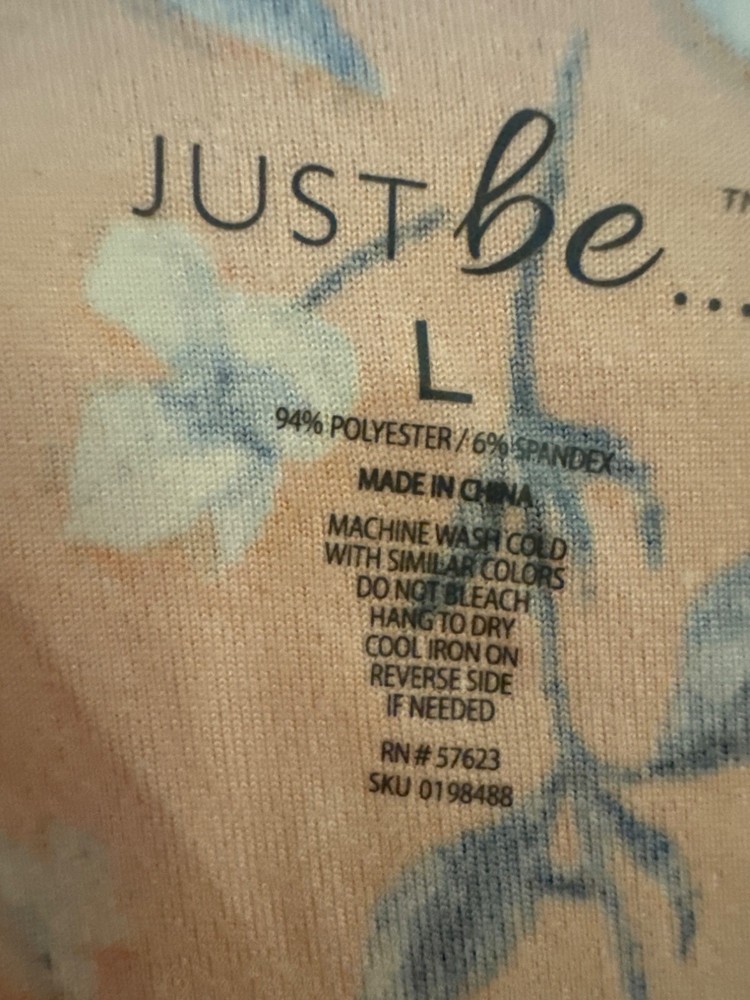 JUST be... TM
L
94% POLYESTER / 6% SPANDEX
MADE IN CHINA
MACHINE WASH COLD
WITH SIMILAR COLORS
DO NOT BLEACH
HANG TO DRY
COOL IRON ON
REVERSE SIDE
IF NEEDED
RN # 57623
SKU 0198488